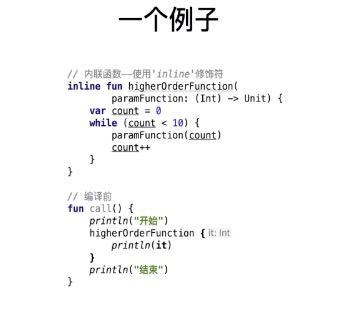 一个例子
// 内联函数——使用'inline'修饰符
inline fun higherOrderFunction(
paramFunction: (Int) -> Unit) {
var count = 0
while (count < 10) {
paramFunction(count)
count++
}
}
// 编译前
fun call() {
println("开始")
higherOrderFunction { it: Int
println(it)
}
println("结束")
}